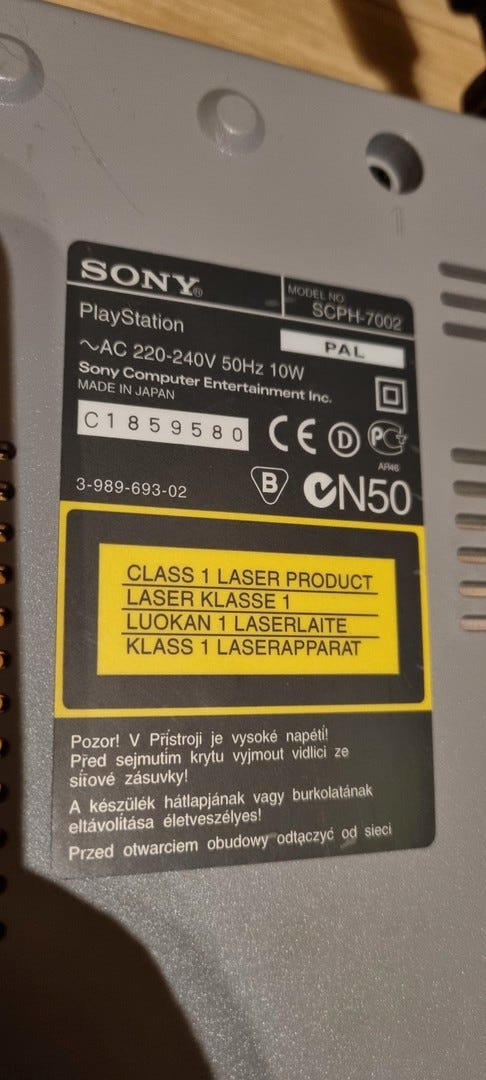 SONY®
MODEL NO.
SCPH-7002
PlayStation
PAL
～AC 220-240V 50Hz 10W
Sony Computer Entertainment Inc.
MADE IN JAPAN
C1859580
CE D PC
AR46
3-989-693-02
B N50
CLASS 1 LASER PRODUCT
LASER KLASSE 1
LUOKAN 1 LASERLAITE
KLASS 1 LASERAPPARAT
Pozor! V Přístroji je vysoké napětí!
Před sejmutím krytu vyjmout vidlici ze
síťové zásuvky!
A készülék hátlapjának vagy burkolatának
eltávolítása életveszélyes!
Przed otwarciem obudowy odtączyć od sieci